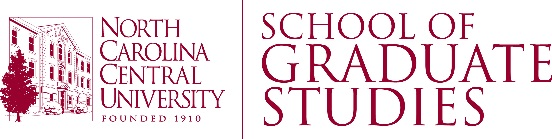 NORTH
CAROLINA
CENTRAL
UNIVERSITY
FOUNDED 1910
SCHOOL OF
GRADUATE
STUDIES